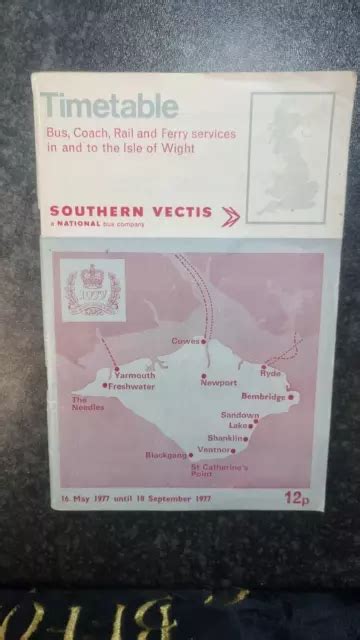 Timetable
Bus, Coach, Rail and Ferry services
in and to the Isle of Wight
SOUTHERN VECTIS
a NATIONAL bus company
1977
Cowes
Yarmouth
Freshwater
Newport
Ryde
Bembridge
The
Needles
Sandown
Lake
Shanklin
Ventnor
Blackgang
St Catherine's
Point
16 May 1977 until 18 September 1977
12p